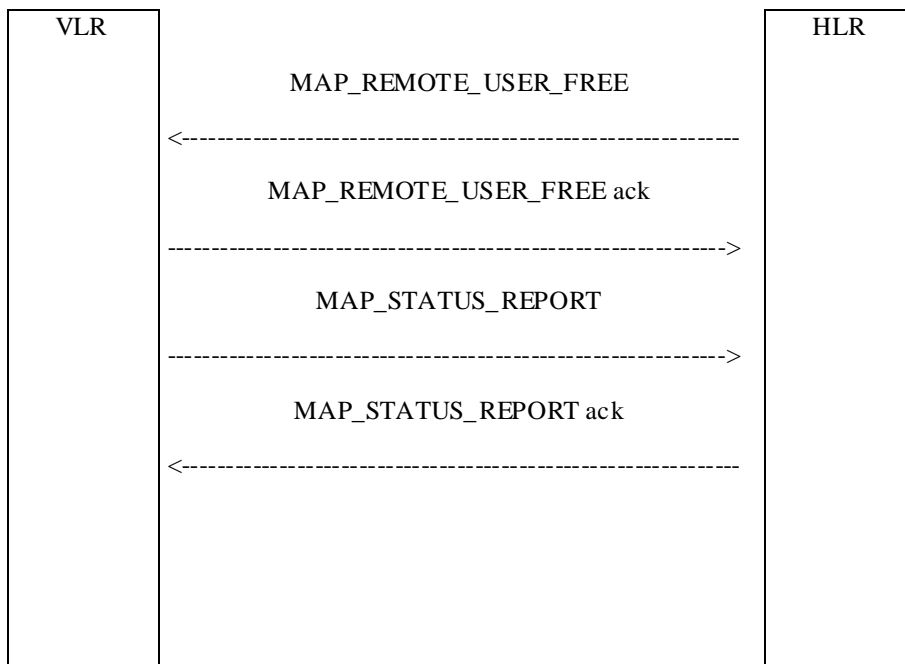 VLR HLR
MAP_REMOTE_USER_FREE
MAP_REMOTE_USER_FREE ack
MAP_STATUS_REPORT
MAP_STATUS_REPORT ack